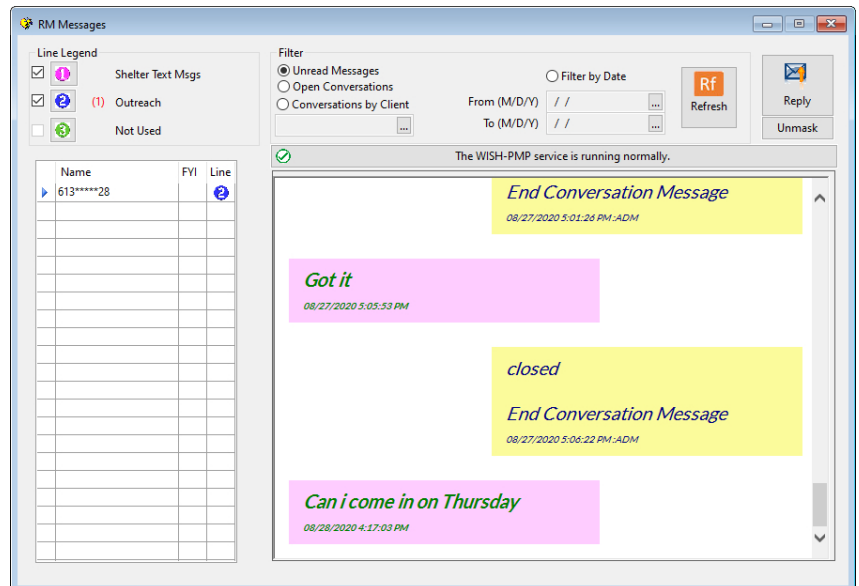 RM Messages
Line Legend
1 Shelter Text Msgs
2 (1) Outreach
3 Not Used
Filter
Unread Messages
Open Conversations
Conversations by Client
...
Filter by Date
From (M/D/Y) / / ...
To (M/D/Y) / / ...
Rf
Refresh
Reply
Unmask
The WISH-PMP service is running normally.
Name FYI Line
613*****28 2
End Conversation Message
08/27/2020 5:01:26 PM :ADM
Got it
08/27/2020 5:05:53 PM
closed
End Conversation Message
08/27/2020 5:06:22 PM :ADM
Can i come in on Thursday
08/28/2020 4:17:03 PM